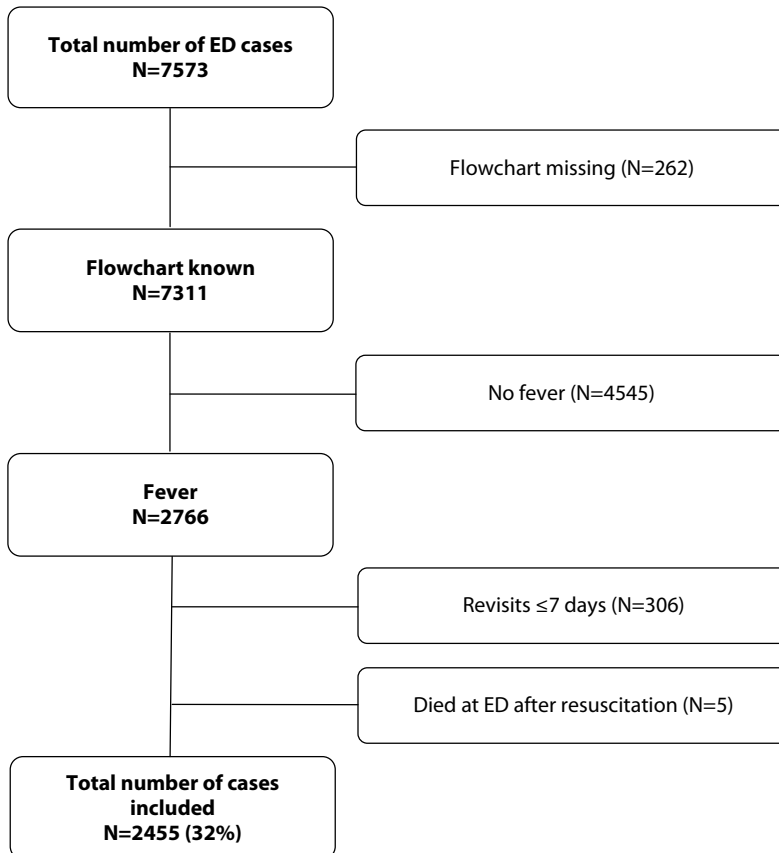 Total number of ED cases
N=7573
Flowchart missing (N=262)
Flowchart known
N=7311
No fever (N=4545)
Fever
N=2766
Revisits ≤7 days (N=306)
Died at ED after resuscitation (N=5)
Total number of cases
included
N=2455 (32%)